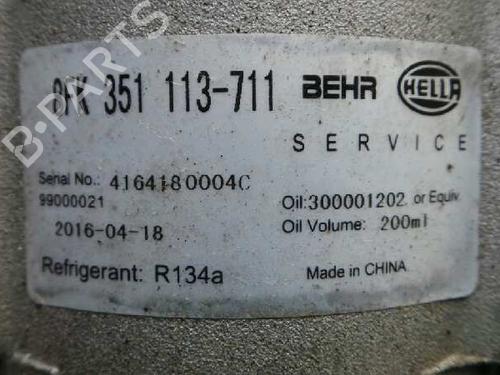 8FK 351 113-711 BEHR HELLA
SERVICE
Serial No.: 4164180004C
99000021
Oil:300001202 or Equiv.
2016-04-18
Oil Volume: 200ml
Refrigerant: R134a
Made in CHINA
B-PARTS